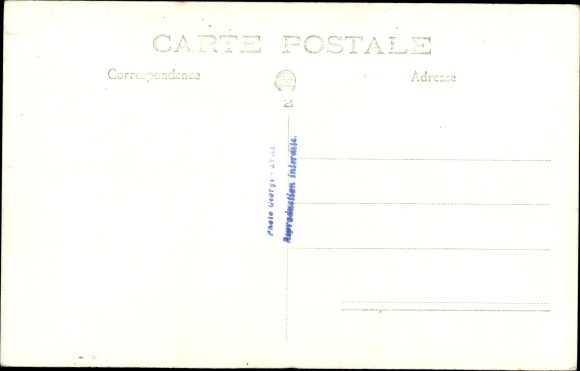 CARTE POSTALE
Correspondance
Adresse
Photo George -
Reproduction interdite.